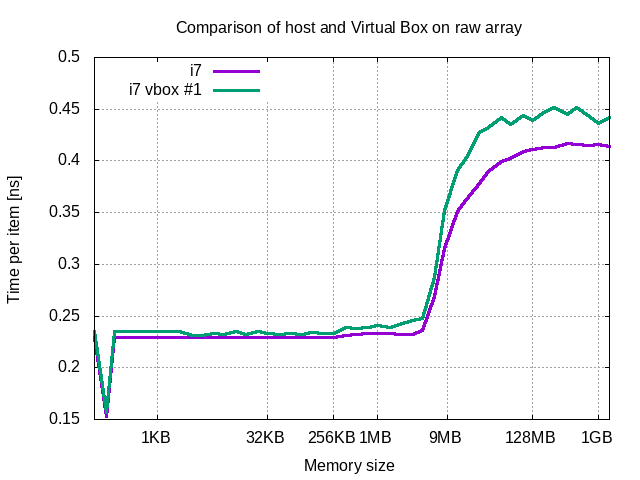 Comparison of host and Virtual Box on raw array
i7
i7 vbox #1
0.5
0.45
0.4
0.35
0.3
0.25
0.2
0.15
Time per item [ns]
1KB 32KB 256KB 1MB 9MB 128MB 1GB
Memory size